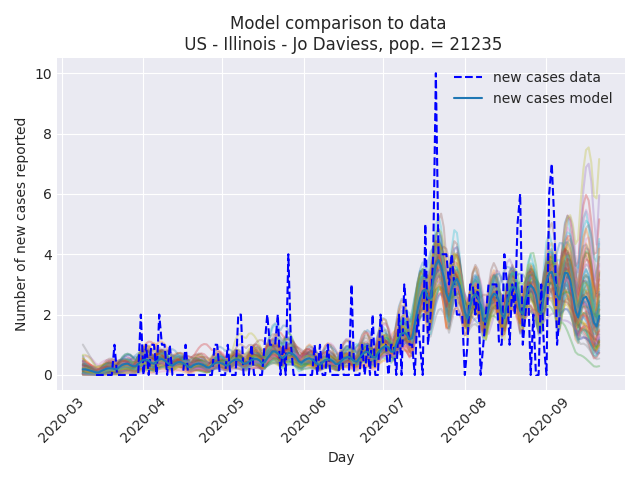 Model comparison to data
US - Illinois - Jo Daviess, pop. = 21235
new cases data
new cases model
Number of new cases reported
10
8
6
4
2
0
2020-03
2020-04
2020-05
2020-06
2020-07
2020-08
2020-09
Day